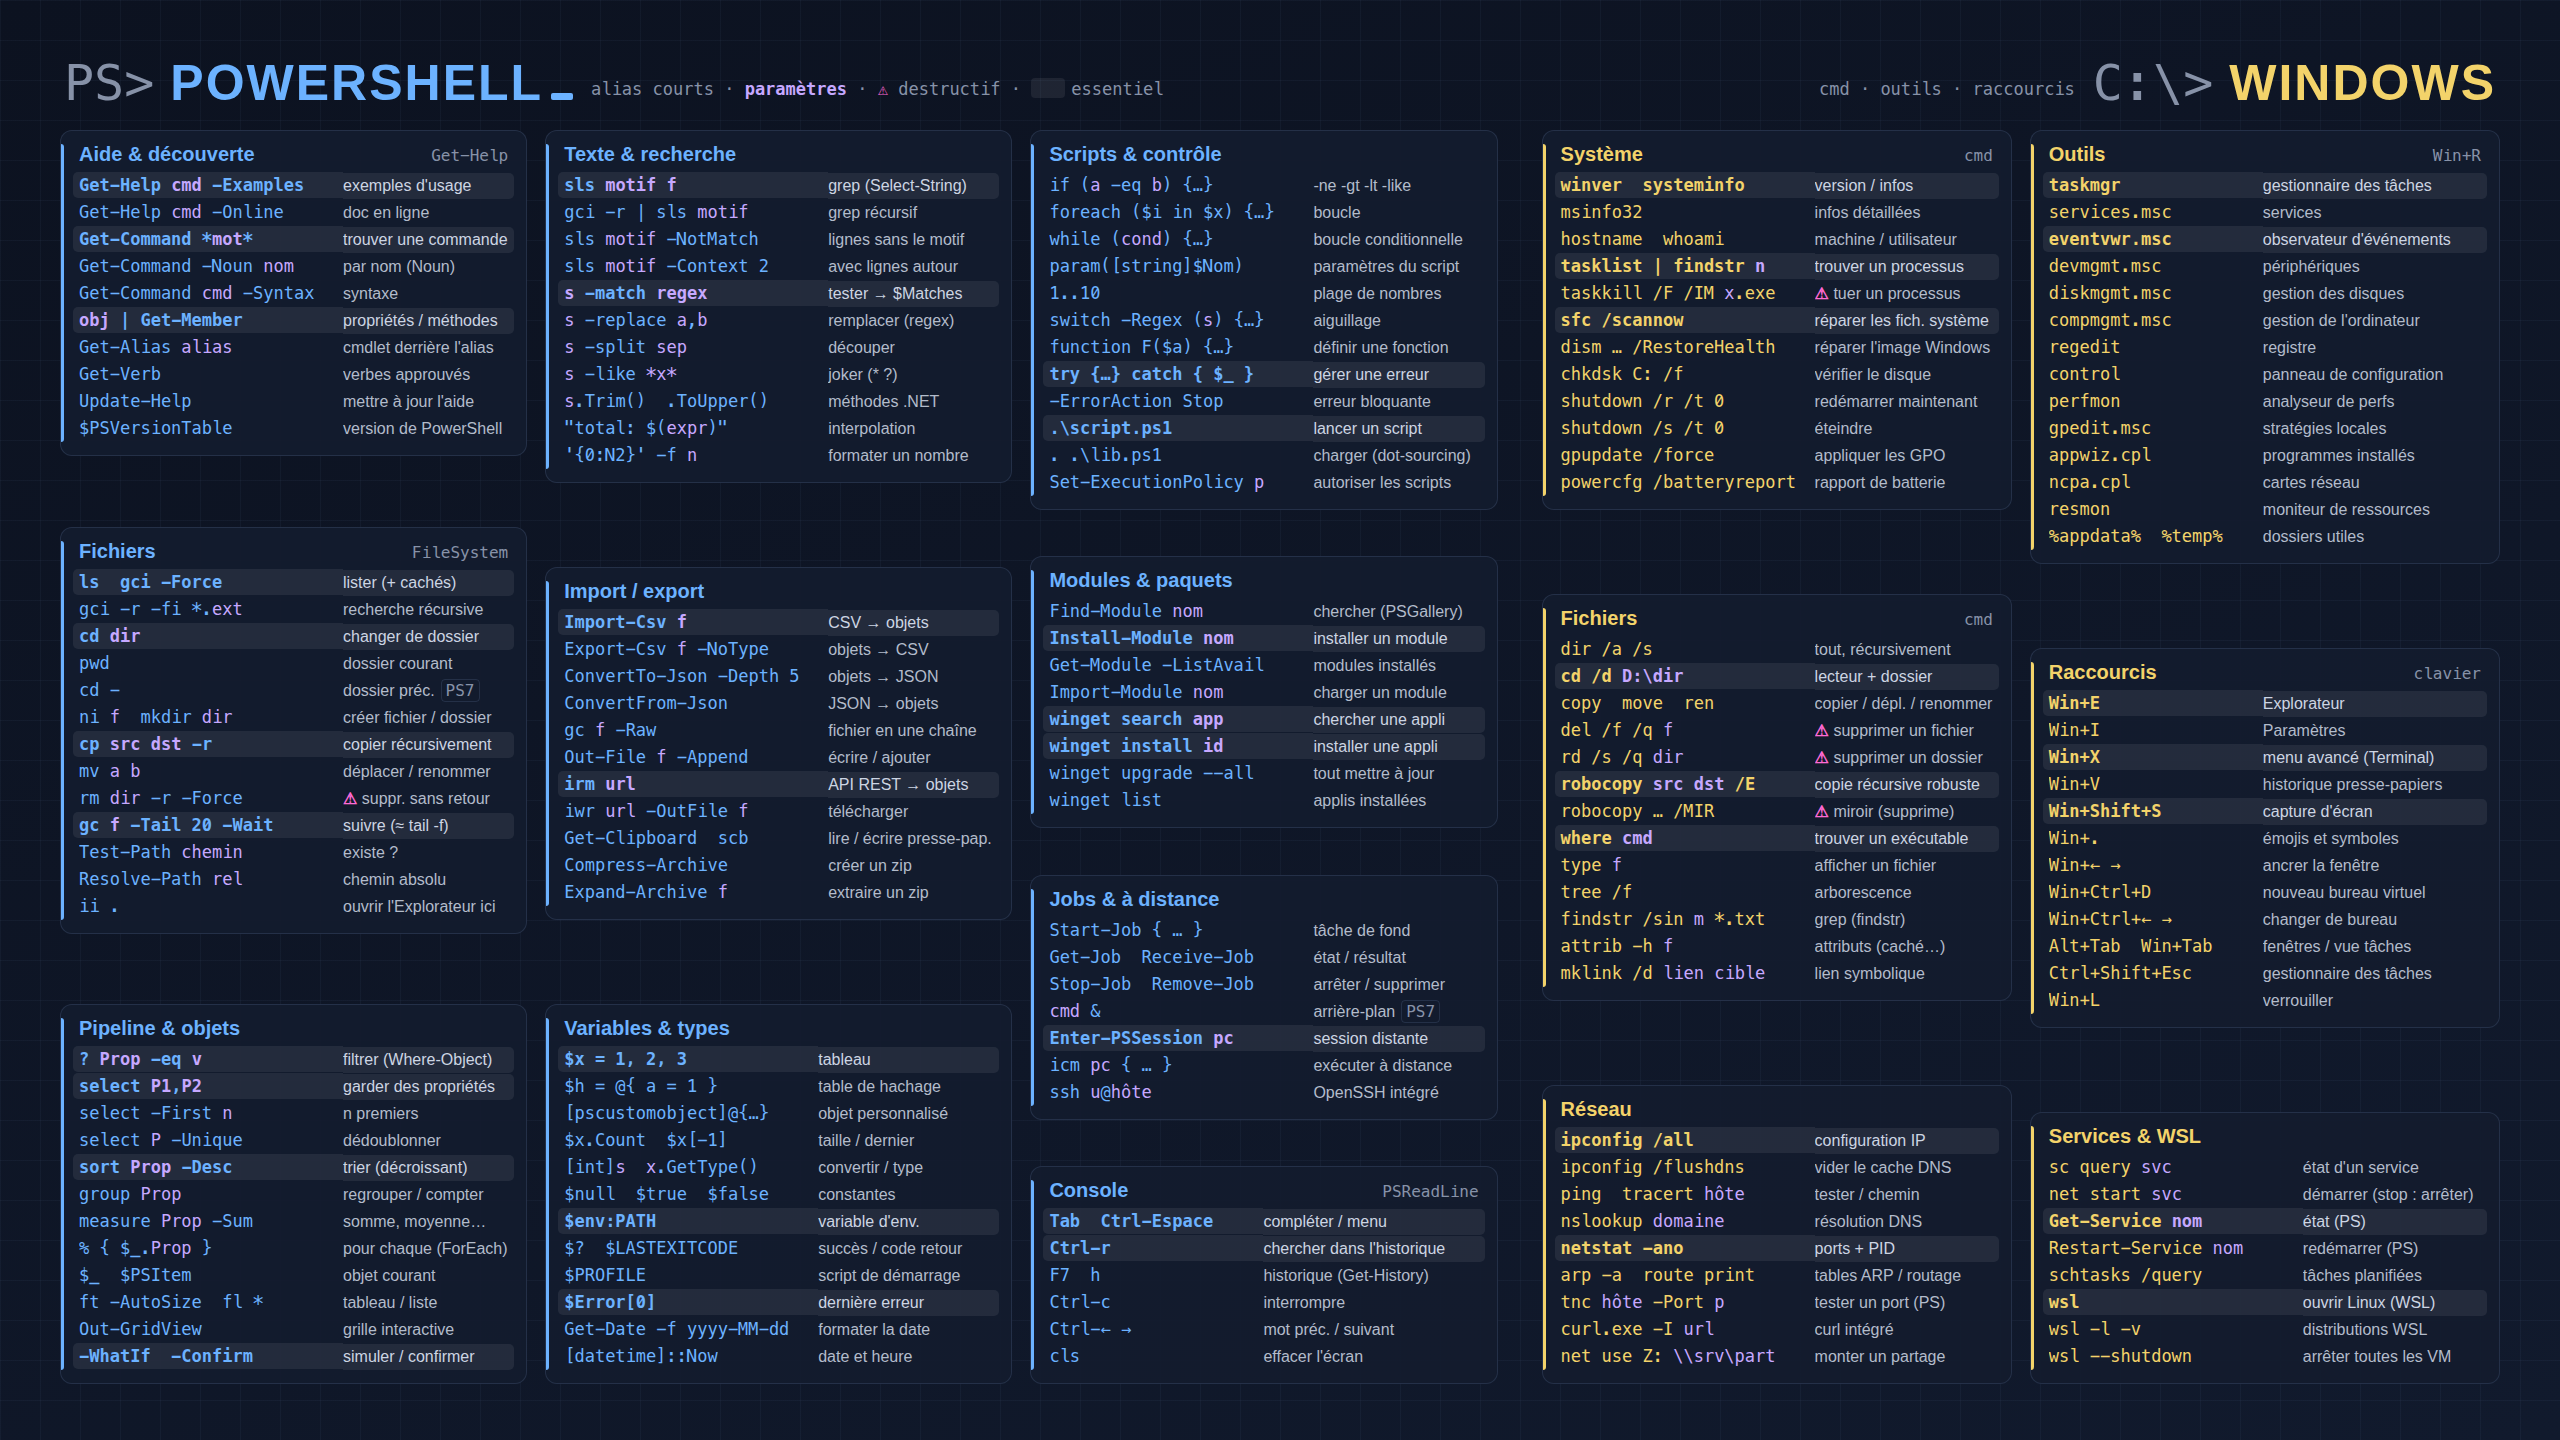 PS> POWERSHELL
alias courts · paramètres · ⚠ destructif · essentiel
cmd · outils · raccourcis
C:\> WINDOWS
Aide & découverte Get-Help
Get-Help cmd -Examples exemples d'usage
Get-Help cmd -Online doc en ligne
Get-Command *mot* trouver une commande
Get-Command -Noun nom par nom (Noun)
Get-Command cmd -Syntax syntaxe
obj | Get-Member propriétés / méthodes
Get-Alias alias cmdlet derrière l'alias
Get-Verb verbes approuvés
Update-Help mettre à jour l'aide
$PSVersionTable version de PowerShell
Fichiers FileSystem
ls gci -Force lister (+ cachés)
gci -r -fi *.ext recherche récursive
cd dir changer de dossier
pwd dossier courant
cd - dossier préc. PS7
ni f mkdir dir créer fichier / dossier
cp src dst -r copier récursivement
mv a b déplacer / renommer
rm dir -r -Force ⚠ suppr. sans retour
gc f -Tail 20 -Wait suivre (≈ tail -f)
Test-Path chemin existe ?
Resolve-Path rel chemin absolu
ii . ouvrir l'Explorateur ici
Pipeline & objets
? Prop -eq v filtrer (Where-Object)
select P1,P2 garder des propriétés
select -First n n premiers
select P -Unique dédoublonner
sort Prop -Desc trier (décroissant)
group Prop regrouper / compter
measure Prop -Sum somme, moyenne…
% { $_.Prop } pour chaque (ForEach)
$_ $PSItem objet courant
ft -AutoSize fl * tableau / liste
Out-GridView grille interactive
-WhatIf -Confirm simuler / confirmer
Texte & recherche
sls motif f grep (Select-String)
gci -r | sls motif grep récursif
sls motif -NotMatch lignes sans le motif
sls motif -Context 2 avec lignes autour
s -match regex tester → $Matches
s -replace a,b remplacer (regex)
s -split sep découper
s -like *x* joker (* ?)
s.Trim() .ToUpper() méthodes .NET
"total: $(expr)" interpolation
'{0:N2}' -f n formater un nombre
Import / export
Import-Csv f CSV → objets
Export-Csv f -NoType objets → CSV
ConvertTo-Json -Depth 5 objets → JSON
ConvertFrom-Json JSON → objets
gc f -Raw fichier en une chaîne
Out-File f -Append écrire / ajouter
irm url API REST → objets
iwr url -OutFile f télécharger
Get-Clipboard scb lire / écrire presse-pap.
Compress-Archive créer un zip
Expand-Archive f extraire un zip
Variables & types
$x = 1, 2, 3 tableau
$h = @{ a = 1 } table de hachage
[pscustomobject]@{…} objet personnalisé
$x.Count $x[-1] taille / dernier
[int]s x.GetType() convertir / type
$null $true $false constantes
$env:PATH variable d'env.
$? $LASTEXITCODE succès / code retour
$PROFILE script de démarrage
$Error[0] dernière erreur
Get-Date -f yyyy-MM-dd formater la date
[datetime]::Now date et heure
Scripts & contrôle
if (a -eq b) {…} -ne -gt -lt -like
foreach ($i in $x) {…} boucle
while (cond) {…} boucle conditionnelle
param([string]$Nom) paramètres du script
1..10 plage de nombres
switch -Regex (s) {…} aiguillage
function F($a) {…} définir une fonction
try {…} catch { $_ } gérer une erreur
-ErrorAction Stop erreur bloquante
.\script.ps1 lancer un script
. .\lib.ps1 charger (dot-sourcing)
Set-ExecutionPolicy p autoriser les scripts
Modules & paquets
Find-Module nom chercher (PSGallery)
Install-Module nom installer un module
Get-Module -ListAvail modules installés
Import-Module nom charger un module
winget search app chercher une appli
winget install id installer une appli
winget upgrade --all tout mettre à jour
winget list applis installées
Jobs & à distance
Start-Job { … } tâche de fond
Get-Job Receive-Job état / résultat
Stop-Job Remove-Job arrêter / supprimer
cmd & arrière-plan PS7
Enter-PSSession pc session distante
icm pc { … } exécuter à distance
ssh u@hôte OpenSSH intégré
Console PSReadLine
Tab Ctrl-Espace compléter / menu
Ctrl-r chercher dans l'historique
F7 h historique (Get-History)
Ctrl-c interrompre
Ctrl-← → mot préc. / suivant
cls effacer l'écran
Système cmd
winver systeminfo version / infos
msinfo32 infos détaillées
hostname whoami machine / utilisateur
tasklist | findstr n trouver un processus
taskkill /F /IM x.exe ⚠ tuer un processus
sfc /scannow réparer les fich. système
dism … /RestoreHealth réparer l'image Windows
chkdsk C: /f vérifier le disque
shutdown /r /t 0 redémarrer maintenant
shutdown /s /t 0 éteindre
gpupdate /force appliquer les GPO
powercfg /batteryreport rapport de batterie
Fichiers cmd
dir /a /s tout, récursivement
cd /d D:\dir lecteur + dossier
copy move ren copier / dépl. / renommer
del /f /q f ⚠ supprimer un fichier
rd /s /q dir ⚠ supprimer un dossier
robocopy src dst /E copie récursive robuste
robocopy … /MIR ⚠ miroir (supprime)
where cmd trouver un exécutable
type f afficher un fichier
tree /f arborescence
findstr /sin m *.txt grep (findstr)
attrib -h f attributs (caché…)
mklink /d lien cible lien symbolique
Réseau
ipconfig /all configuration IP
ipconfig /flushdns vider le cache DNS
ping tracert hôte tester / chemin
nslookup domaine résolution DNS
netstat -ano ports + PID
arp -a route print tables ARP / routage
tnc hôte -Port p tester un port (PS)
curl.exe -I url curl intégré
net use Z: \\srv\part monter un partage
Outils Win+R
taskmgr gestionnaire des tâches
services.msc services
eventvwr.msc observateur d'événements
devmgmt.msc périphériques
diskmgmt.msc gestion des disques
compmgmt.msc gestion de l'ordinateur
regedit registre
control panneau de configuration
perfmon analyseur de perfs
gpedit.msc stratégies locales
appwiz.cpl programmes installés
ncpa.cpl cartes réseau
resmon moniteur de ressources
%appdata% %temp% dossiers utiles
Raccourcis clavier
Win+E Explorateur
Win+I Paramètres
Win+X menu avancé (Terminal)
Win+V historique presse-papiers
Win+Shift+S capture d'écran
Win+. émojis et symboles
Win+← → ancrer la fenêtre
Win+Ctrl+D nouveau bureau virtuel
Win+Ctrl+← → changer de bureau
Alt+Tab Win+Tab fenêtres / vue tâches
Ctrl+Shift+Esc gestionnaire des tâches
Win+L verrouiller
Services & WSL
sc query svc état d'un service
net start svc démarrer (stop : arrêter)
Get-Service nom état (PS)
Restart-Service nom redémarrer (PS)
schtasks /query tâches planifiées
wsl ouvrir Linux (WSL)
wsl -l -v distributions WSL
wsl --shutdown arrêter toutes les VM